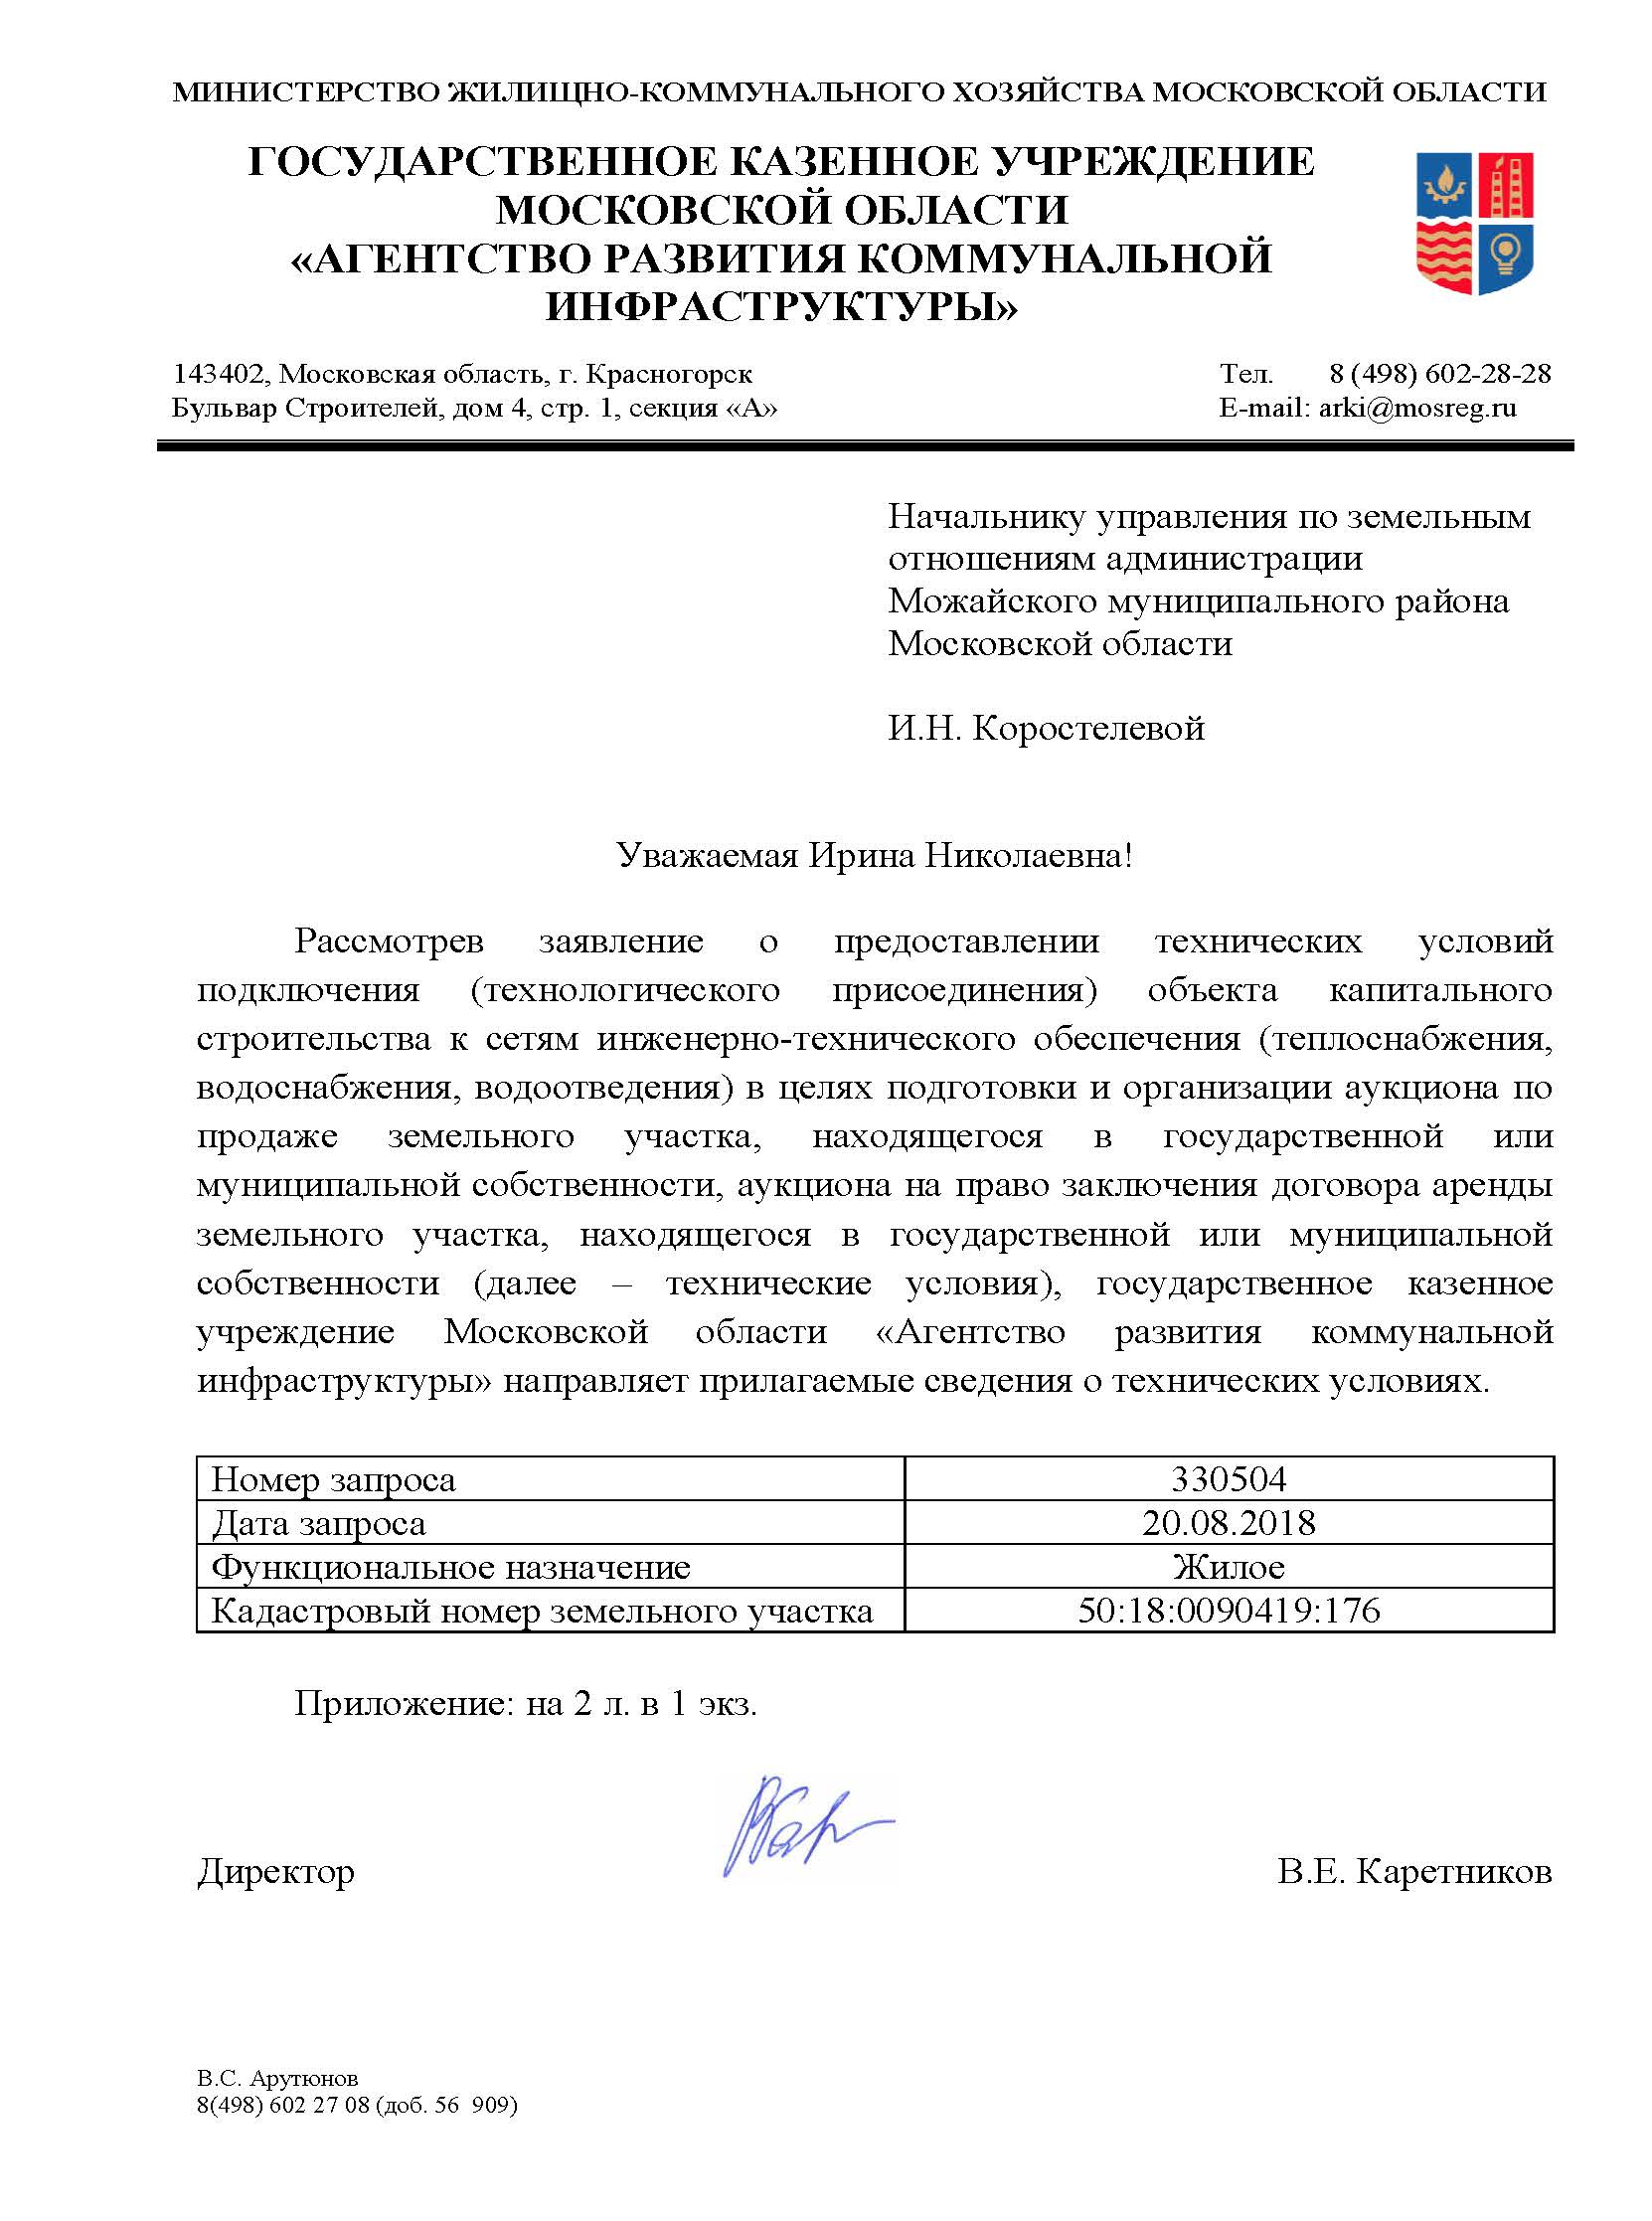 МИНИСТЕРСТВО ЖИЛИЩНО-КОММУНАЛЬНОГО ХОЗЯЙСТВА МОСКОВСКОЙ ОБЛАСТИ
ГОСУДАРСТВЕННОЕ КАЗЕННОЕ УЧРЕЖДЕНИЕ
МОСКОВСКОЙ ОБЛАСТИ
«АГЕНТСТВО РАЗВИТИЯ КОММУНАЛЬНОЙ
ИНФРАСТРУКТУРЫ»
143402, Московская область, г. Красногорск
Бульвар Строителей, дом 4, стр. 1, секция «А»
Тел. 8 (498) 602-28-28
E-mail: arki@mosreg.ru
Начальнику управления по земельным
отношениям администрации
Можайского муниципального района
Московской области
И.Н. Коростелевой
Уважаемая Ирина Николаевна!
Рассмотрев заявление о предоставлении технических условий
подключения (технологического присоединения) объекта капитального
строительства к сетям инженерно-технического обеспечения (теплоснабжения,
водоснабжения, водоотведения) в целях подготовки и организации аукциона по
продаже земельного участка, находящегося в государственной или
муниципальной собственности, аукциона на право заключения договора аренды
земельного участка, находящегося в государственной или муниципальной
собственности (далее – технические условия), государственное казенное
учреждение Московской области «Агентство развития коммунальной
инфраструктуры» направляет прилагаемые сведения о технических условиях.
Номер запроса 330504
Дата запроса 20.08.2018
Функциональное назначение Жилое
Кадастровый номер земельного участка 50:18:0090419:176
Приложение: на 2 л. в 1 экз.
Директор В.Е. Каретников
В.С. Арутюнов
8(498) 602 27 08 (доб. 56 909)